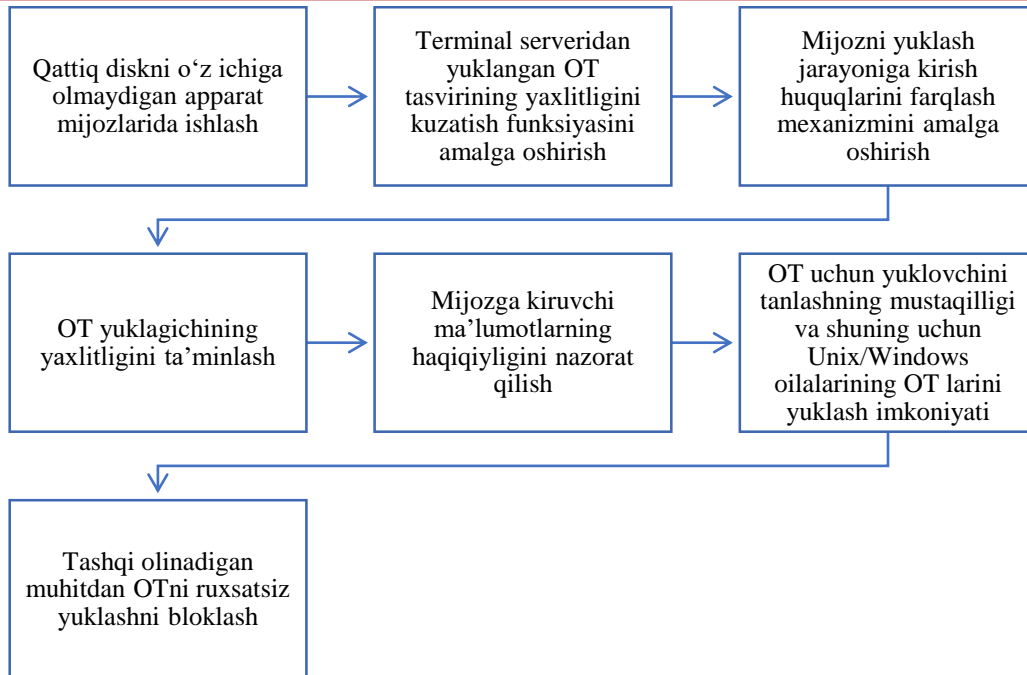 Qattiq diskni o‘z ichiga
olmaydigan apparat
mijozlarida ishlash
Terminal serveridan
yuklangan OT
tasvirining yaxlitligini
kuzatish funksiyasini
amalga oshirish
Mijozni yuklash
jarayoniga kirish
huquqlarini farqlash
mexanizmini amalga
oshirish
OT yuklagichining
yaxlitligini ta’minlash
Mijozga kiruvchi
ma’lumotlarning
haqiqiyligini nazorat
qilish
OT uchun yuklovchini
tanlashning mustaqilligi
va shuning uchun
Unix/Windows
oilalarining OT larini
yuklash imkoniyati
Tashqi olinadigan
muhitdan OTni ruxsatsiz
yuklashni bloklash